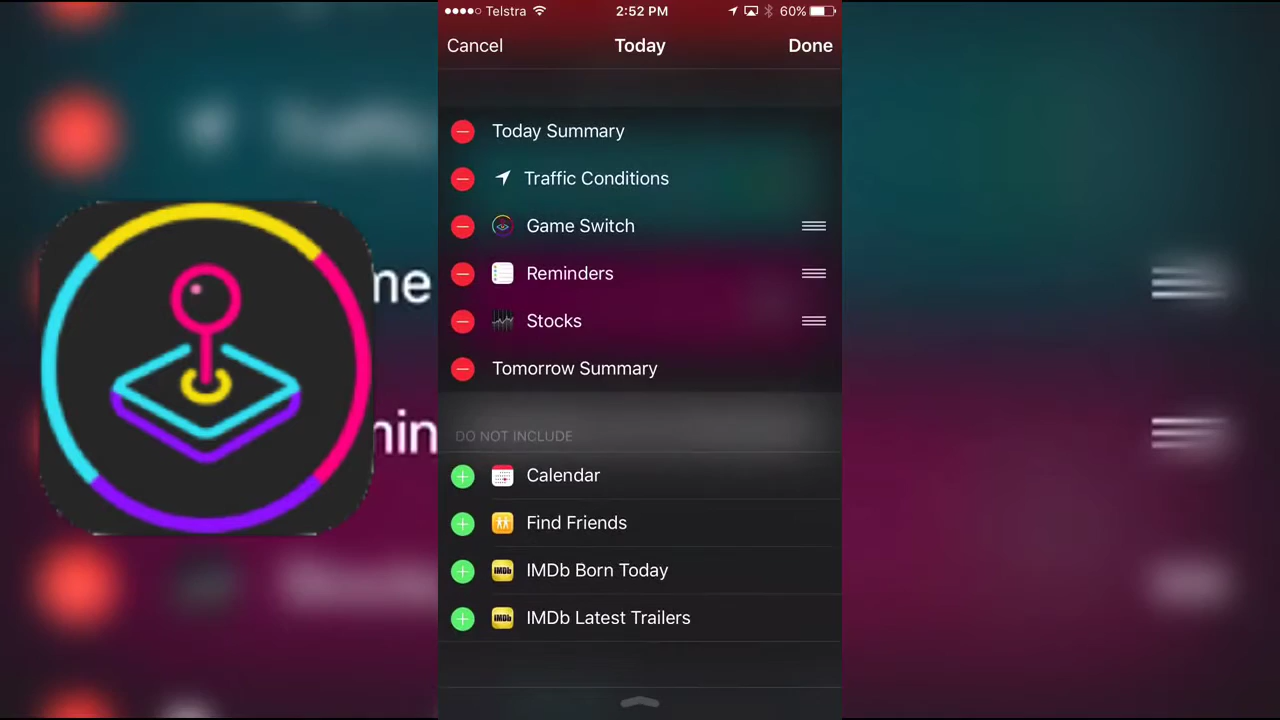 Telstra 2:52 PM 60%
Cancel Today Done
Today Summary
Traffic Conditions
Game Switch
Reminders
Stocks
Tomorrow Summary
DO NOT INCLUDE
Calendar
Find Friends
IMDb Born Today
IMDb Latest Trailers